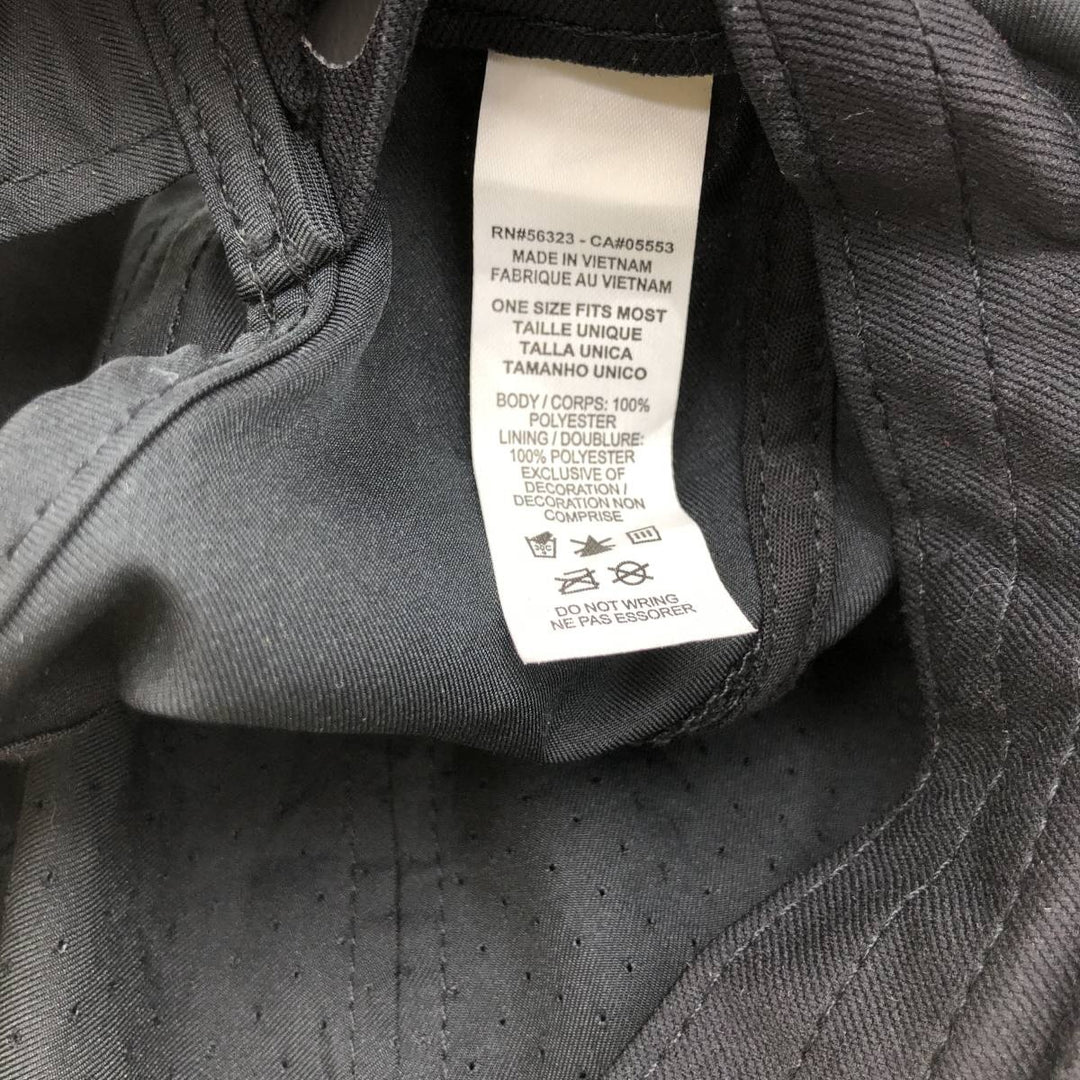 RN#56323 - CA#05553
MADE IN VIETNAM
FABRIQUE AU VIETNAM
ONE SIZE FITS MOST
TAILLE UNIQUE
TALLA UNICA
TAMANHO UNICO
BODY / CORPS: 100%
POLYESTER
LINING / DOUBLURE:
100% POLYESTER
EXCLUSIVE OF
DECORATION /
DECORATION NON
COMPRISE
30C
DO NOT WRING
NE PAS ESSORER